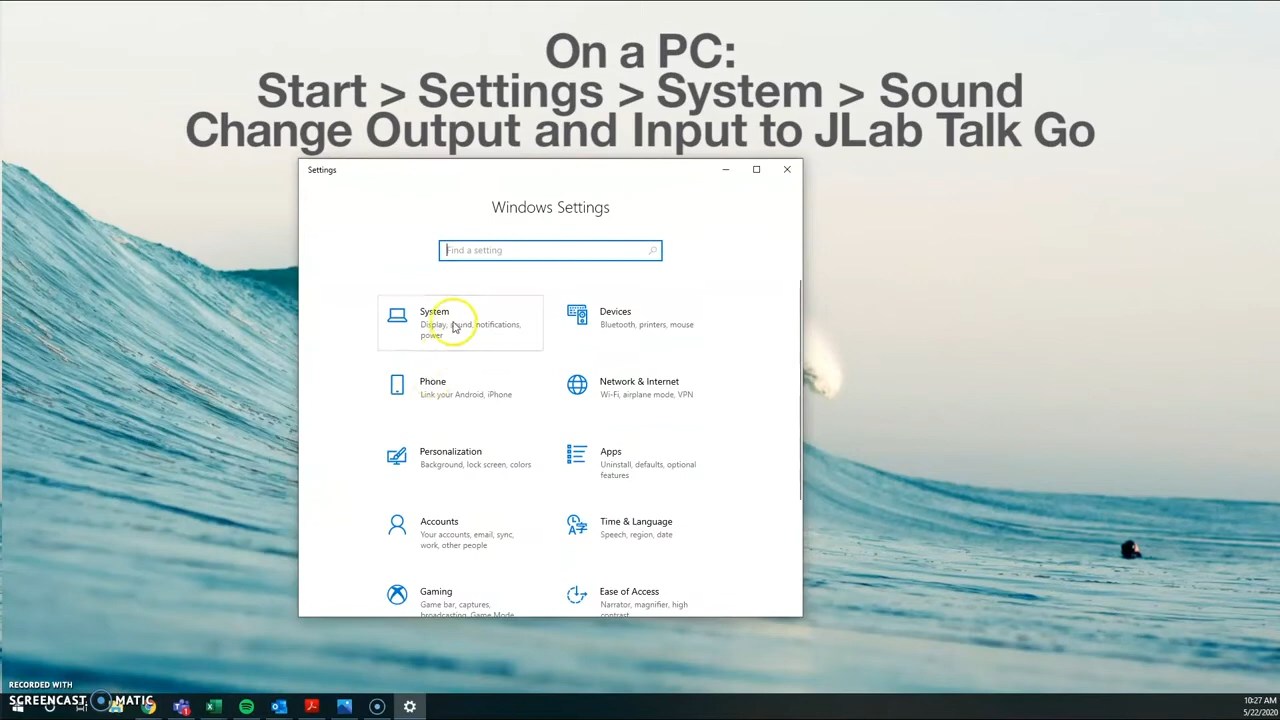 On a PC:
Start > Settings > System > Sound
Change Output and Input to JLab Talk Go
Settings
Windows Settings
Find a setting
System
Display, sound, notifications,
power
Devices
Bluetooth, printers, mouse
Phone
Link your Android, iPhone
Network & Internet
Wi-Fi, airplane mode, VPN
Personalization
Background, lock screen, colors
Apps
Uninstall, defaults, optional
features
Accounts
Your accounts, email, sync,
work, other people
Time & Language
Speech, region, date
Gaming
Game bar, captures,
broadcasting, Game Mode
Ease of Access
Narrator, magnifier, high
contrast
RECORDED WITH
SCREENCAST MATIC
10:27 AM
5/22/2020